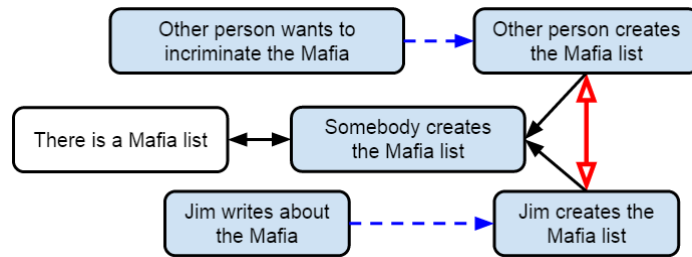 Other person wants to
incriminate the Mafia
Other person creates
the Mafia list
There is a Mafia list
Somebody creates
the Mafia list
Jim writes about
the Mafia
Jim creates the
Mafia list